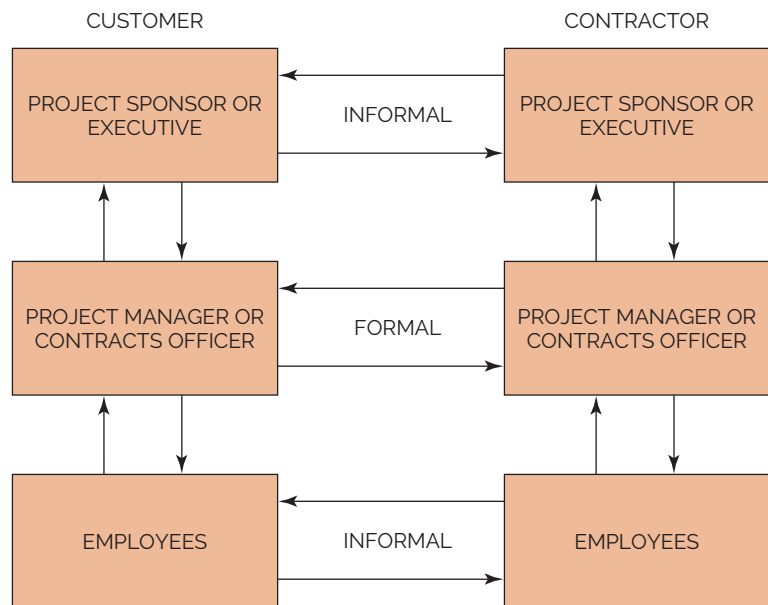 CUSTOMER
CONTRACTOR
PROJECT SPONSOR OR
EXECUTIVE
INFORMAL
PROJECT SPONSOR OR
EXECUTIVE
PROJECT MANAGER OR
CONTRACTS OFFICER
FORMAL
PROJECT MANAGER OR
CONTRACTS OFFICER
EMPLOYEES
INFORMAL
EMPLOYEES